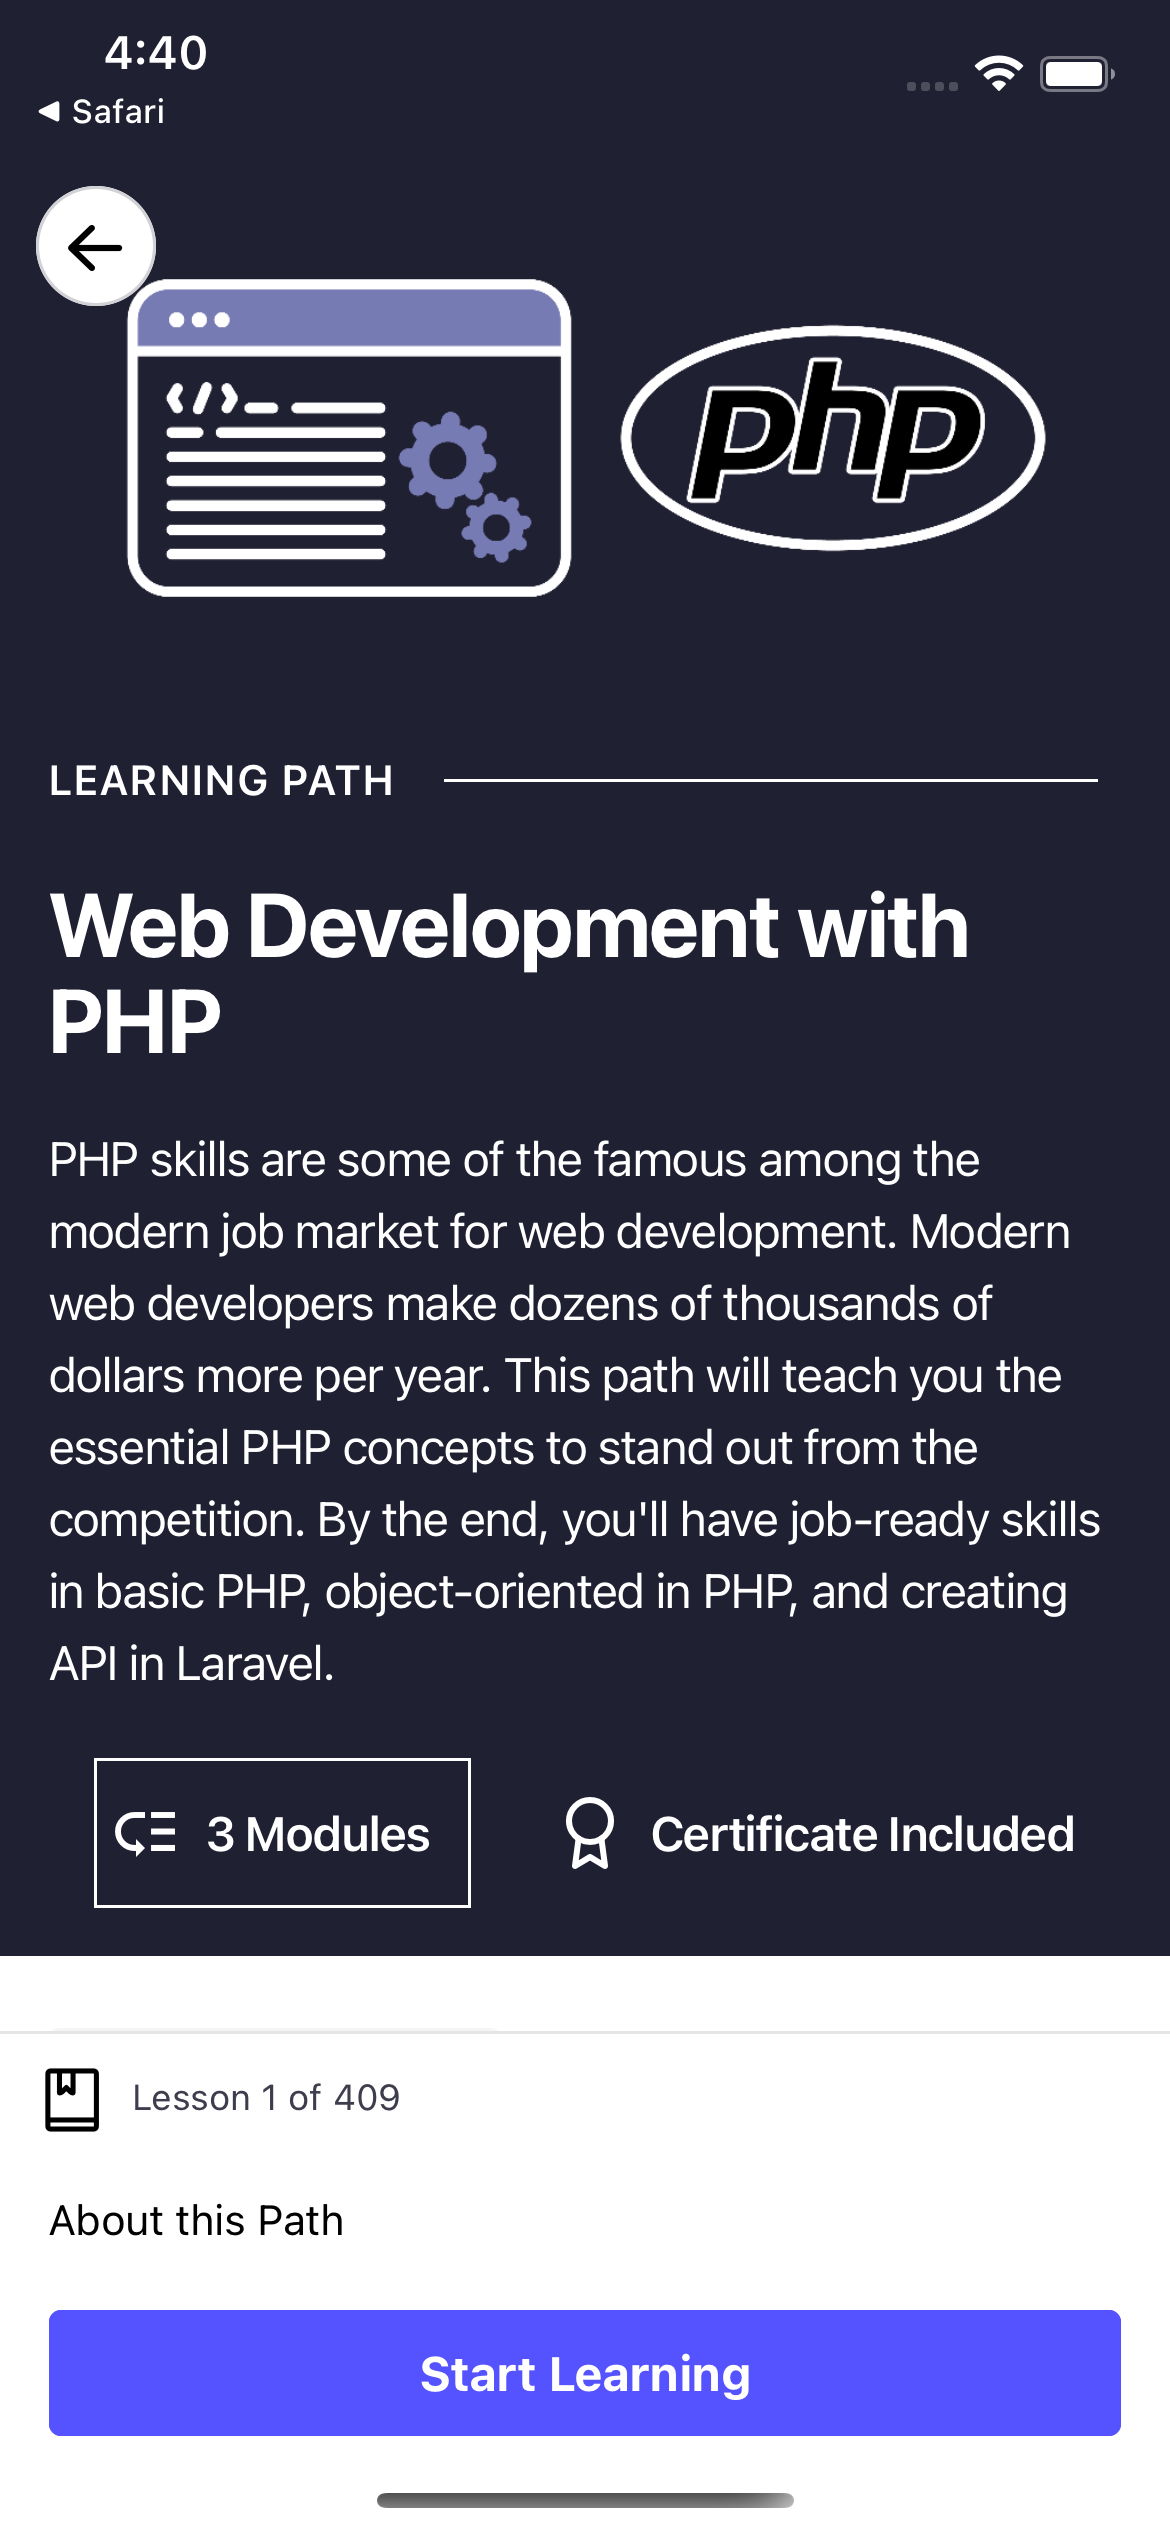 4:40
Safari
</>
php
LEARNING PATH
Web Development with
PHP
PHP skills are some of the famous among the
modern job market for web development. Modern
web developers make dozens of thousands of
dollars more per year. This path will teach you the
essential PHP concepts to stand out from the
competition. By the end, you'll have job-ready skills
in basic PHP, object-oriented in PHP, and creating
API in Laravel.
3 Modules
Certificate Included
Lesson 1 of 409
About this Path
Start Learning